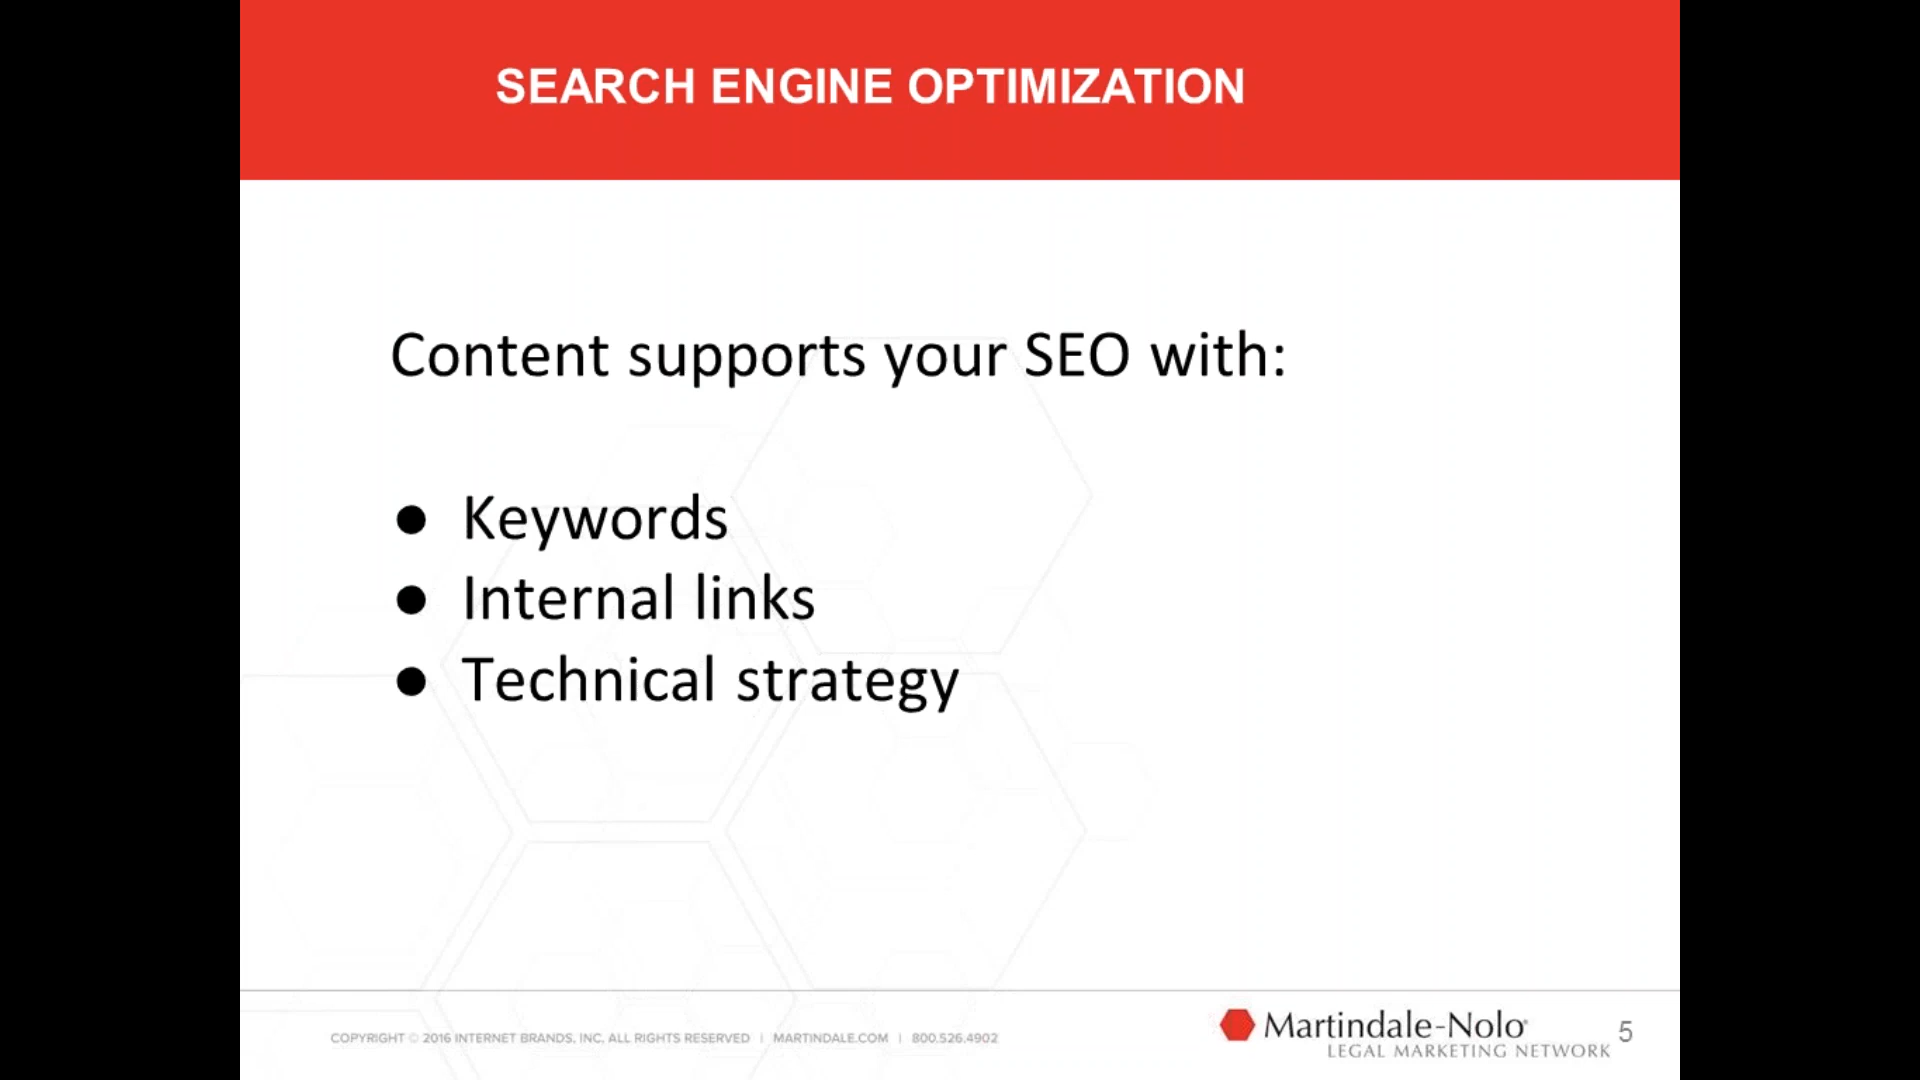 SEARCH ENGINE OPTIMIZATION
Content supports your SEO with:
● Keywords
● Internal links
● Technical strategy
COPYRIGHT © 2016 INTERNET BRANDS, INC, ALL RIGHTS RESERVED | MARTINDALE.COM | 800.526.4902
Martindale-Nolo®
LEGAL MARKETING NETWORK
5